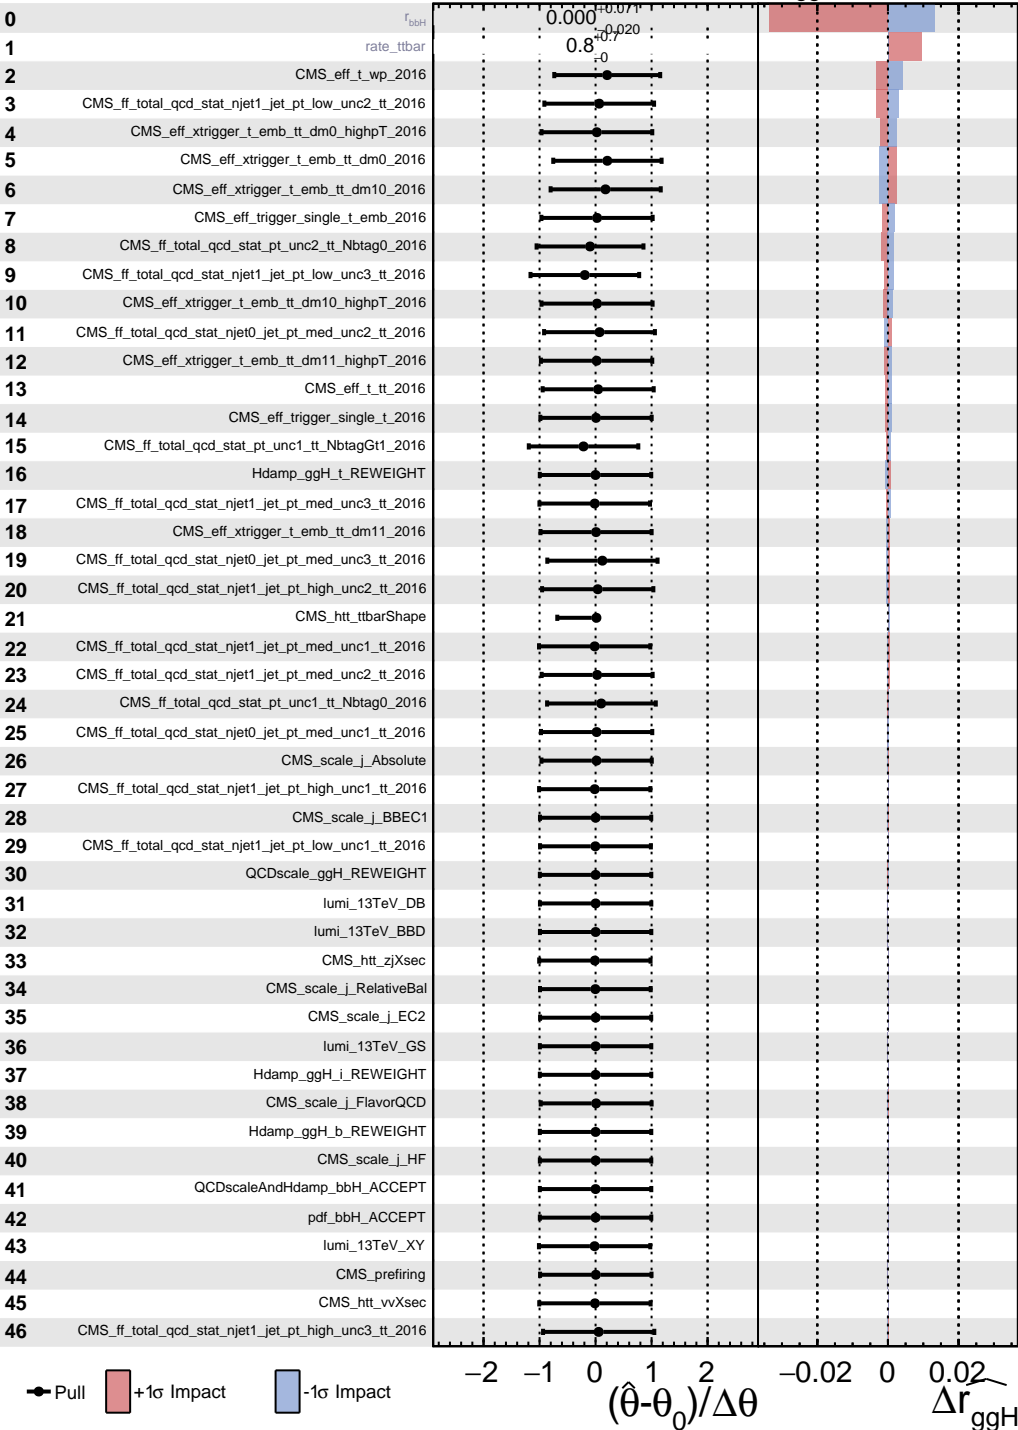 0 r_bbH 0.000 +0.071 −0.020
1 rate_ttbar 0.8 +0.7 −0
2 CMS_eff_t_wp_2016
3 CMS_ff_total_qcd_stat_njet1_jet_pt_low_unc2_tt_2016
4 CMS_eff_xtrigger_t_emb_tt_dm0_highpT_2016
5 CMS_eff_xtrigger_t_emb_tt_dm0_2016
6 CMS_eff_xtrigger_t_emb_tt_dm10_2016
7 CMS_eff_trigger_single_t_emb_2016
8 CMS_ff_total_qcd_stat_pt_unc2_tt_Nbtag0_2016
9 CMS_ff_total_qcd_stat_njet1_jet_pt_low_unc3_tt_2016
10 CMS_eff_xtrigger_t_emb_tt_dm10_highpT_2016
11 CMS_ff_total_qcd_stat_njet0_jet_pt_med_unc2_tt_2016
12 CMS_eff_xtrigger_t_emb_tt_dm11_highpT_2016
13 CMS_eff_t_tt_2016
14 CMS_eff_trigger_single_t_2016
15 CMS_ff_total_qcd_stat_pt_unc1_tt_NbtagGt1_2016
16 Hdamp_ggH_t_REWEIGHT
17 CMS_ff_total_qcd_stat_njet1_jet_pt_med_unc3_tt_2016
18 CMS_eff_xtrigger_t_emb_tt_dm11_2016
19 CMS_ff_total_qcd_stat_njet0_jet_pt_med_unc3_tt_2016
20 CMS_ff_total_qcd_stat_njet1_jet_pt_high_unc2_tt_2016
21 CMS_htt_ttbarShape
22 CMS_ff_total_qcd_stat_njet1_jet_pt_med_unc1_tt_2016
23 CMS_ff_total_qcd_stat_njet1_jet_pt_med_unc2_tt_2016
24 CMS_ff_total_qcd_stat_pt_unc1_tt_Nbtag0_2016
25 CMS_ff_total_qcd_stat_njet0_jet_pt_med_unc1_tt_2016
26 CMS_scale_j_Absolute
27 CMS_ff_total_qcd_stat_njet1_jet_pt_high_unc1_tt_2016
28 CMS_scale_j_BBEC1
29 CMS_ff_total_qcd_stat_njet1_jet_pt_low_unc1_tt_2016
30 QCDscale_ggH_REWEIGHT
31 lumi_13TeV_DB
32 lumi_13TeV_BBD
33 CMS_htt_zjXsec
34 CMS_scale_j_RelativeBal
35 CMS_scale_j_EC2
36 lumi_13TeV_GS
37 Hdamp_ggH_i_REWEIGHT
38 CMS_scale_j_FlavorQCD
39 Hdamp_ggH_b_REWEIGHT
40 CMS_scale_j_HF
41 QCDscaleAndHdamp_bbH_ACCEPT
42 pdf_bbH_ACCEPT
43 lumi_13TeV_XY
44 CMS_prefiring
45 CMS_htt_vvXsec
46 CMS_ff_total_qcd_stat_njet1_jet_pt_high_unc3_tt_2016
−2 −1 0 1 2 −0.02 0 0.02
Pull +1σ Impact -1σ Impact
(θ̂-θ₀)/Δθ Δr̂_ggH